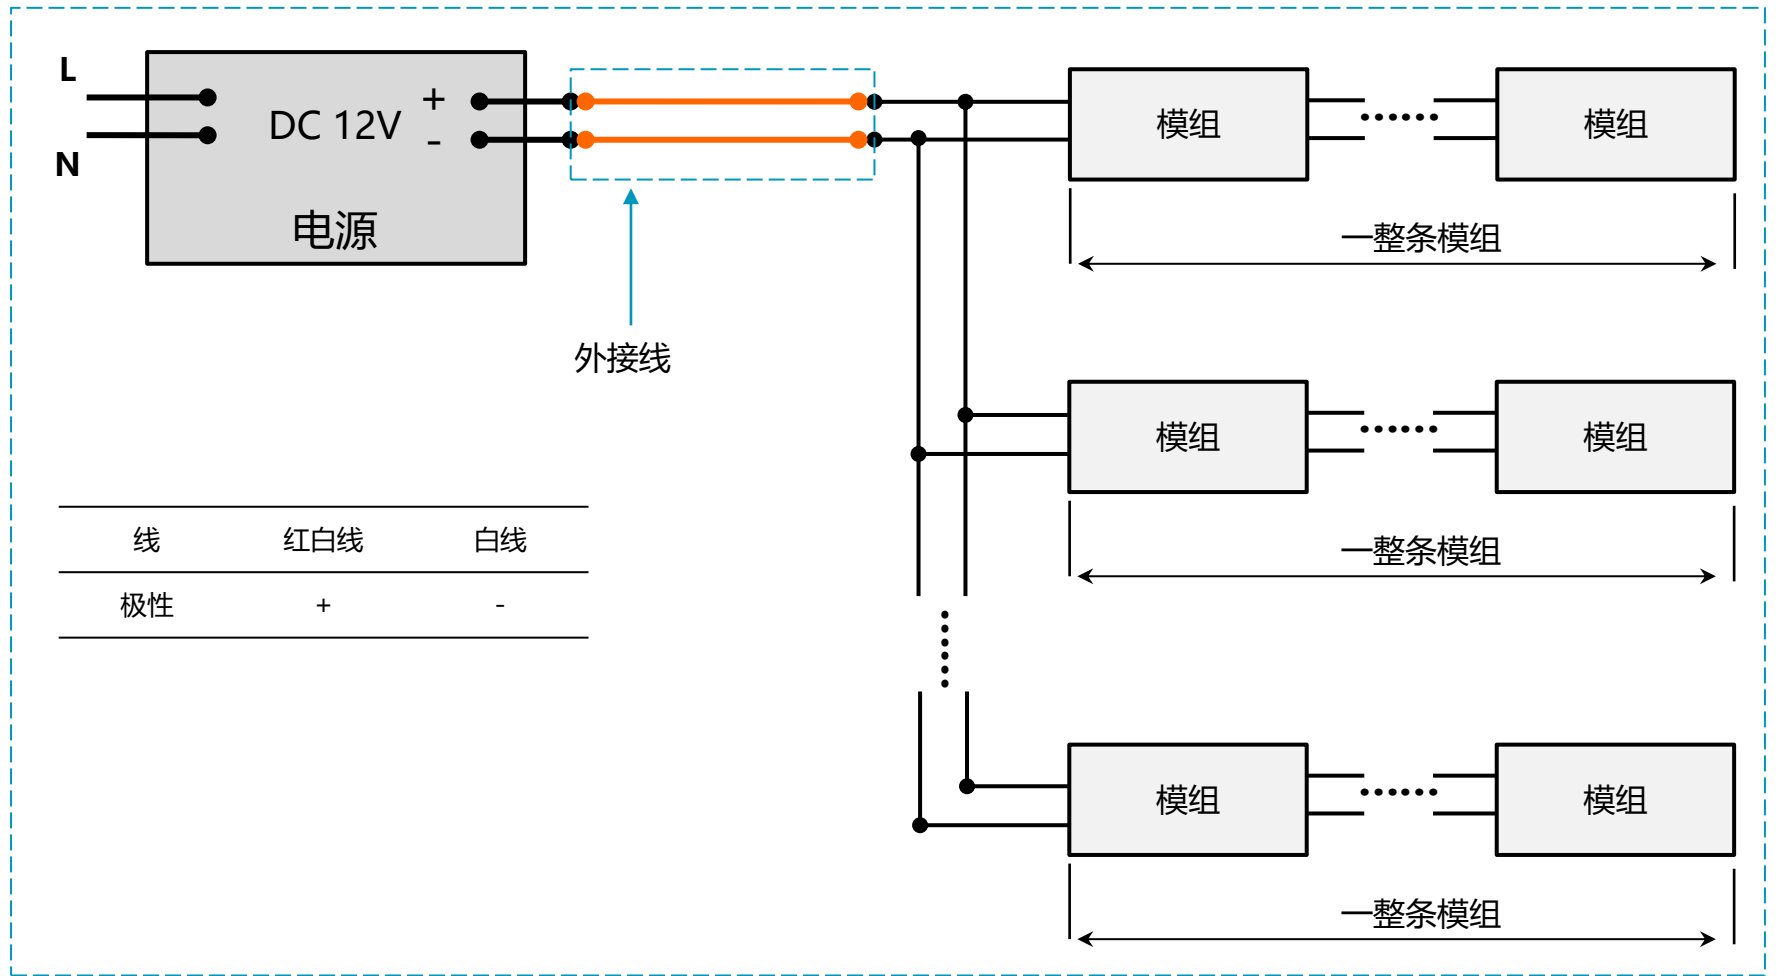 L
N
DC 12V
+
-
电源
外接线
模组
模组
一整条模组
模组
模组
一整条模组
线 红白线 白线
极性 + -
模组
模组
一整条模组